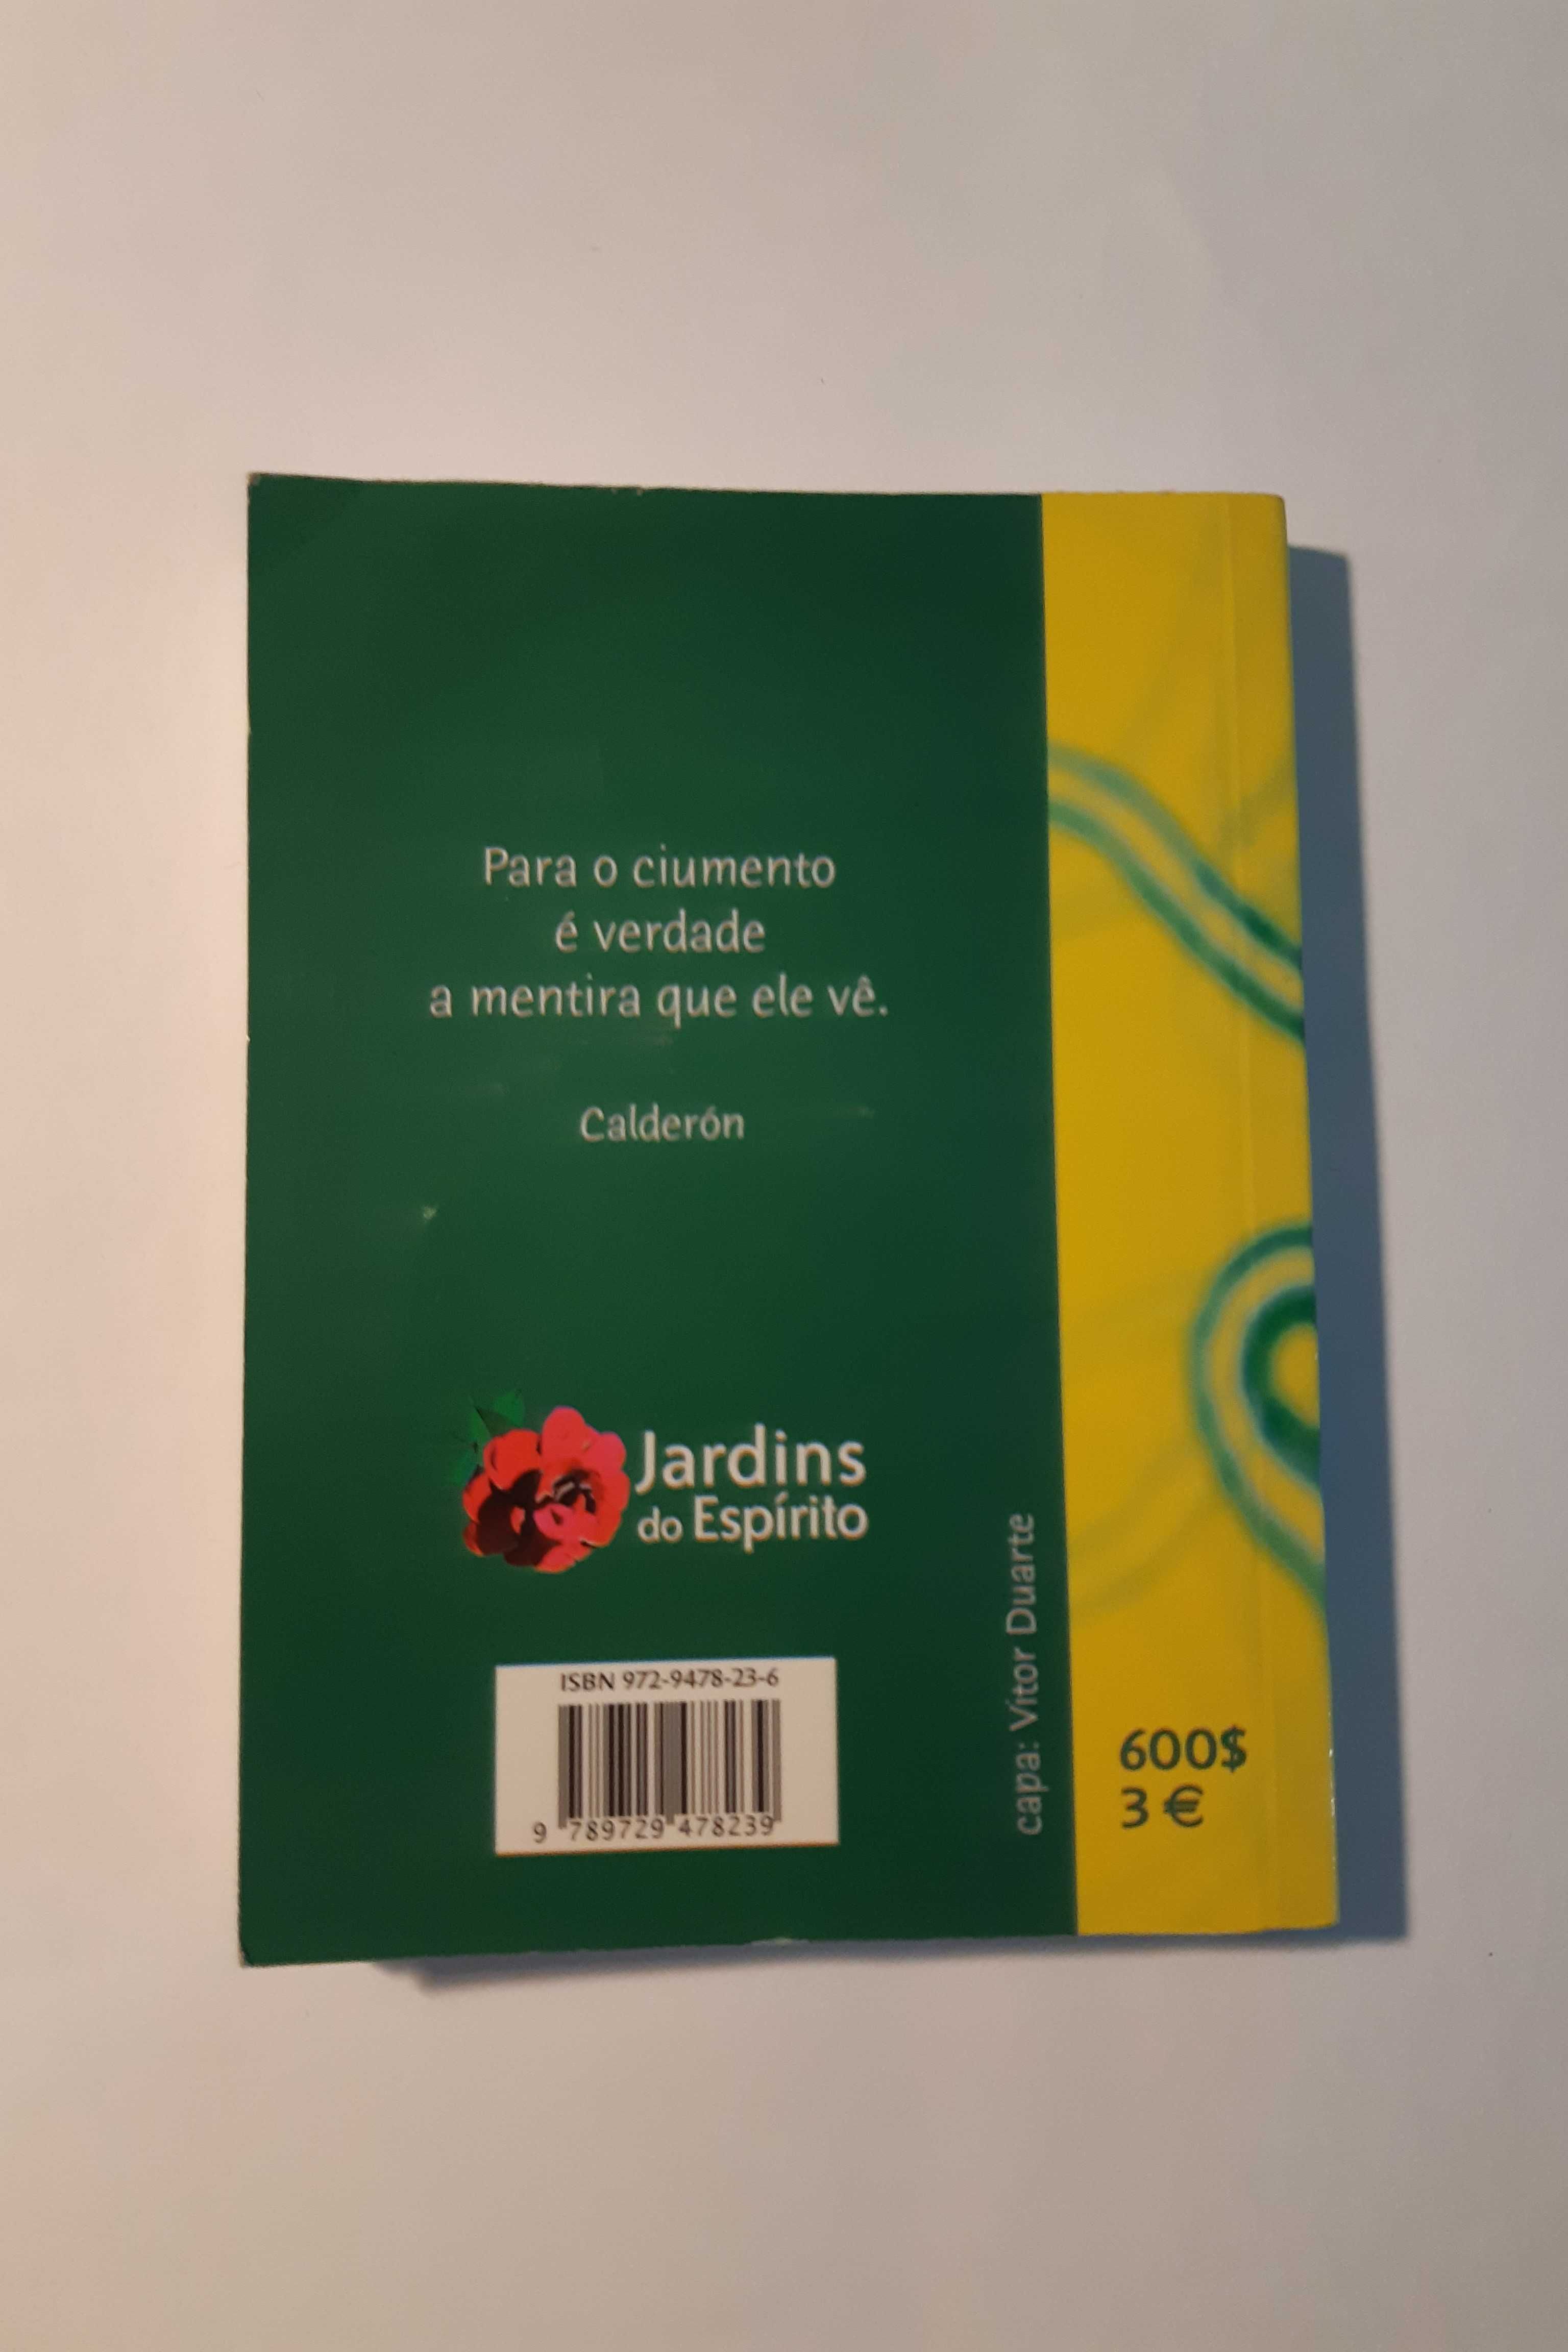 Para o ciumento
é verdade
a mentira que ele vê.
Calderón
Jardins
do Espírito
capa: Vítor Duarte
ISBN 972-9478-23-6
9 789729 478239
600$
3 €